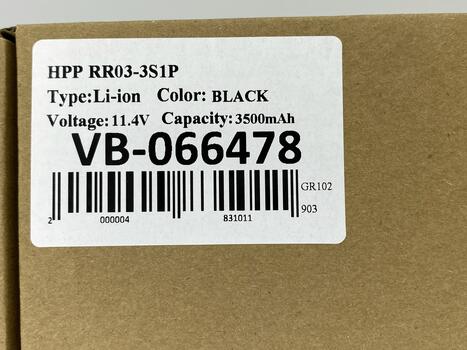 HPP RR03-3S1P
Type:Li-ion Color: BLACK
Voltage: 11.4V Capacity: 3500mAh
VB-066478
GR102
903
2 000004 831011